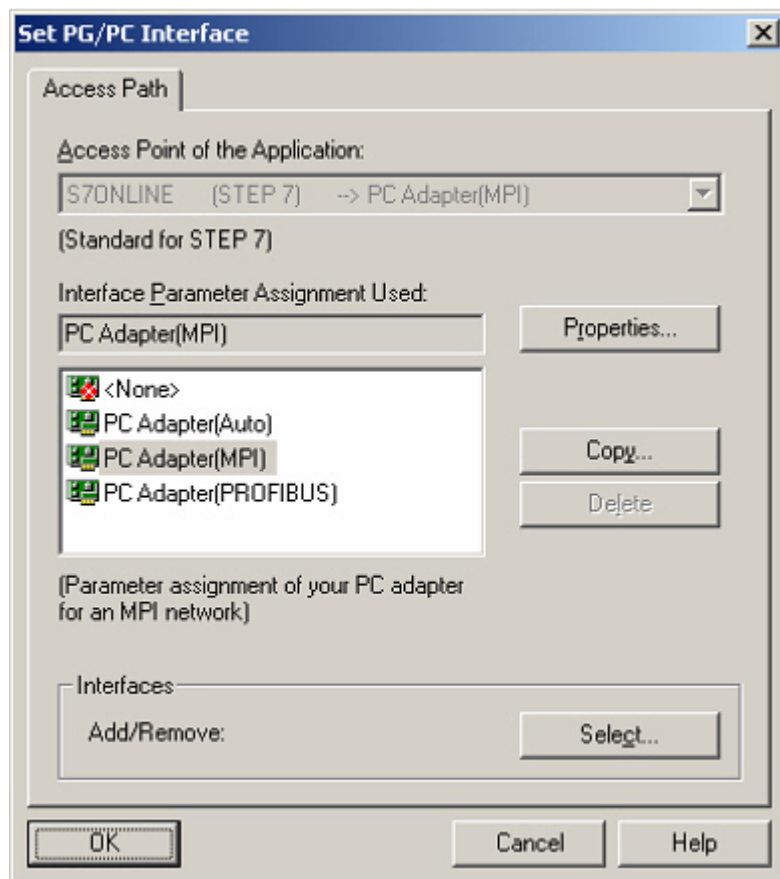 Set PG/PC Interface
Access Path
Access Point of the Application:
S7ONLINE (STEP 7) --> PC Adapter(MPI)
(Standard for STEP 7)
Interface Parameter Assignment Used:
PC Adapter(MPI)
Properties...
<None>
PC Adapter(Auto)
PC Adapter(MPI)
PC Adapter(PROFIBUS)
Copy...
Delete
(Parameter assignment of your PC adapter
for an MPI network)
Interfaces
Add/Remove:
Select...
OK
Cancel
Help